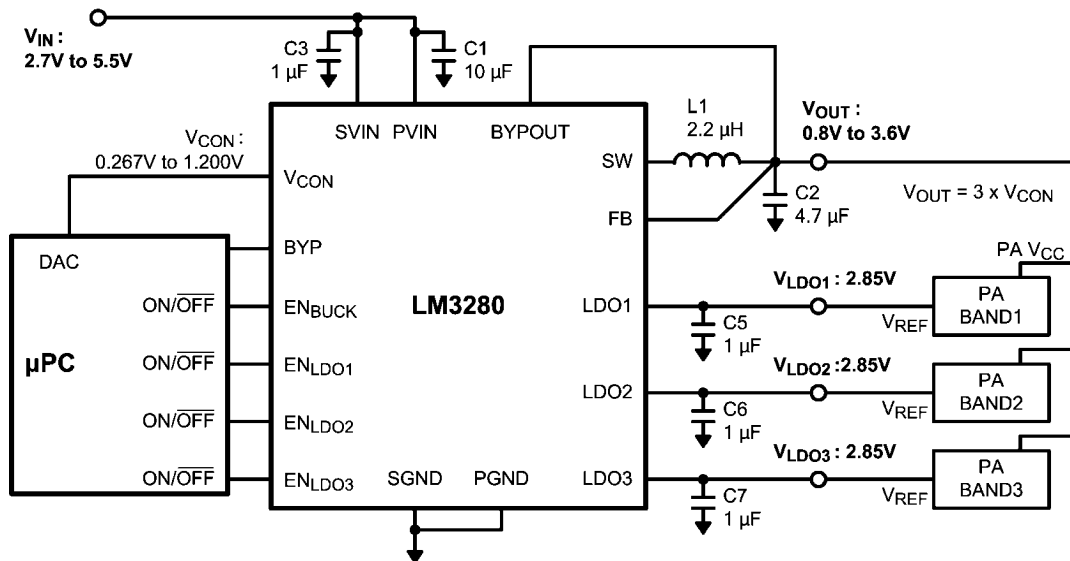 VIN :
2.7V to 5.5V
C3
1 µF
C1
10 µF
SVIN
PVIN
BYPOUT
L1
2.2 µH
VOUT :
0.8V to 3.6V
VCON :
0.267V to 1.200V
VCON
SW
C2
4.7 µF
VOUT = 3 x VCON
FB
DAC
BYP
LM3280
PA VCC
ON/OFF
ENBUCK
LDO1
VLDO1: 2.85V
PA
BAND1
VREF
C5
1 µF
µPC
ON/OFF
ENLDO1
VLDO2 :2.85V
ON/OFF
ENLDO2
LDO2
PA
BAND2
VREF
C6
1 µF
VLDO3: 2.85V
ON/OFF
ENLDO3
SGND
PGND
LDO3
PA
BAND3
VREF
C7
1 µF